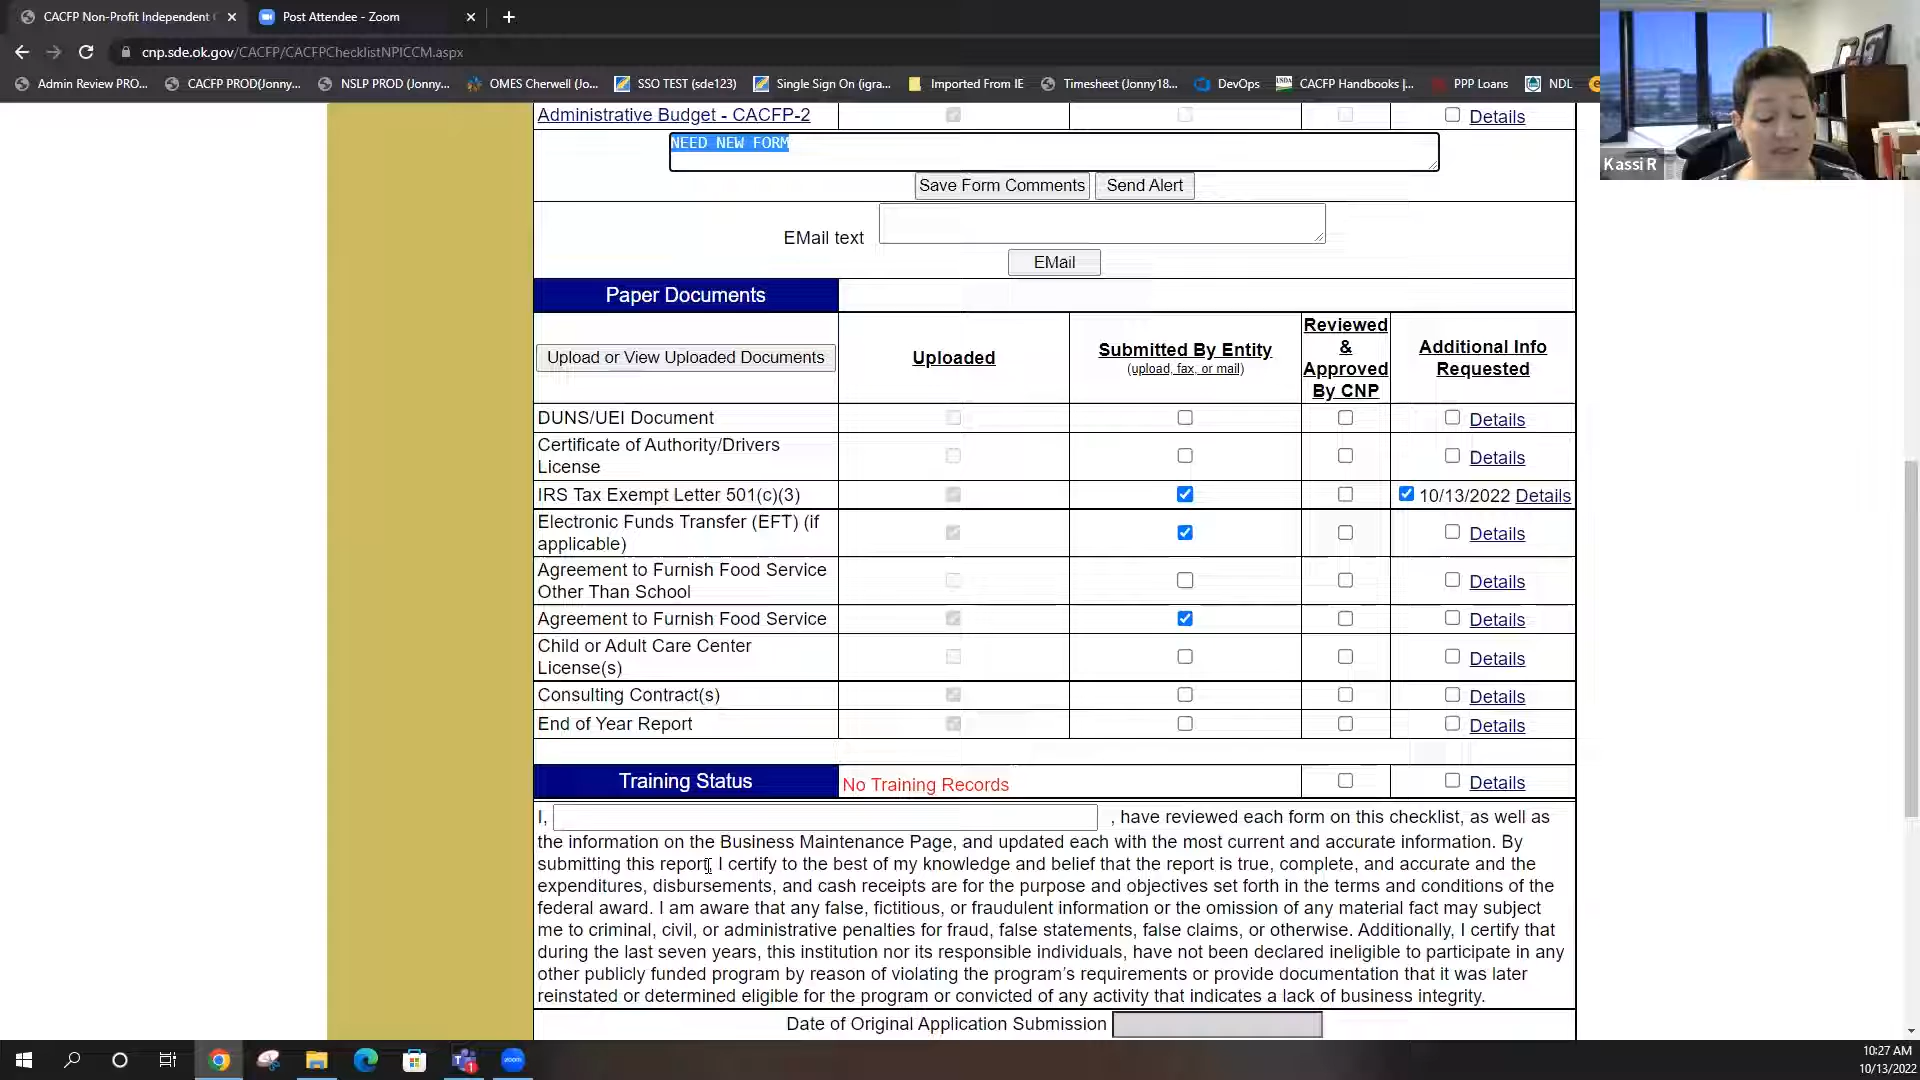 CACFP Non-Profit Independent
Post Attendee - Zoom
cnp.sde.ok.gov/CACFP/CACFPChecklistNPICCM.aspx
Admin Review PRO... CACFP PROD(Jonny... NSLP PROD (Jonny... OMES Cherwell (Jo... SSO TEST (sde123) Single Sign On (igra... Imported From IE Timesheet (Jonny18... DevOps CACFP Handbooks |... PPP Loans NDL
Kassi R
Administrative Budget - CACFP-2 Details
NEED NEW FORM
Save Form Comments Send Alert
EMail text
EMail
Paper Documents
Upload or View Uploaded Documents
Uploaded
Submitted By Entity
(upload, fax, or mail)
Reviewed
&
Approved
By CNP
Additional Info
Requested
DUNS/UEI Document Details
Certificate of Authority/Drivers
License Details
IRS Tax Exempt Letter 501(c)(3) 10/13/2022 Details
Electronic Funds Transfer (EFT) (if
applicable) Details
Agreement to Furnish Food Service
Other Than School Details
Agreement to Furnish Food Service Details
Child or Adult Care Center
License(s) Details
Consulting Contract(s) Details
End of Year Report Details
Training Status No Training Records Details
I, , have reviewed each form on this checklist, as well as
the information on the Business Maintenance Page, and updated each with the most current and accurate information. By
submitting this report, I certify to the best of my knowledge and belief that the report is true, complete, and accurate and the
expenditures, disbursements, and cash receipts are for the purpose and objectives set forth in the terms and conditions of the
federal award. I am aware that any false, fictitious, or fraudulent information or the omission of any material fact may subject
me to criminal, civil, or administrative penalties for fraud, false statements, false claims, or otherwise. Additionally, I certify that
during the last seven years, this institution nor its responsible individuals, have not been declared ineligible to participate in any
other publicly funded program by reason of violating the program's requirements or provide documentation that it was later
reinstated or determined eligible for the program or convicted of any activity that indicates a lack of business integrity.
Date of Original Application Submission
10:27 AM
10/13/2022